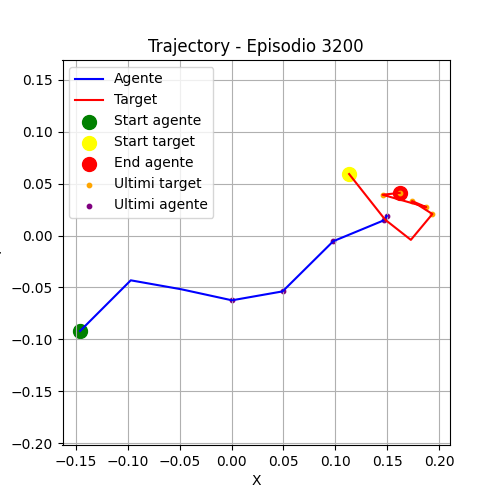 Trajectory - Episodio 3200
Agente
Target
Start agente
Start target
End agente
Ultimi target
Ultimi agente
0.15
0.10
0.05
0.00
−0.05
−0.10
−0.15
−0.20
−0.15 −0.10 −0.05 0.00 0.05 0.10 0.15 0.20
X